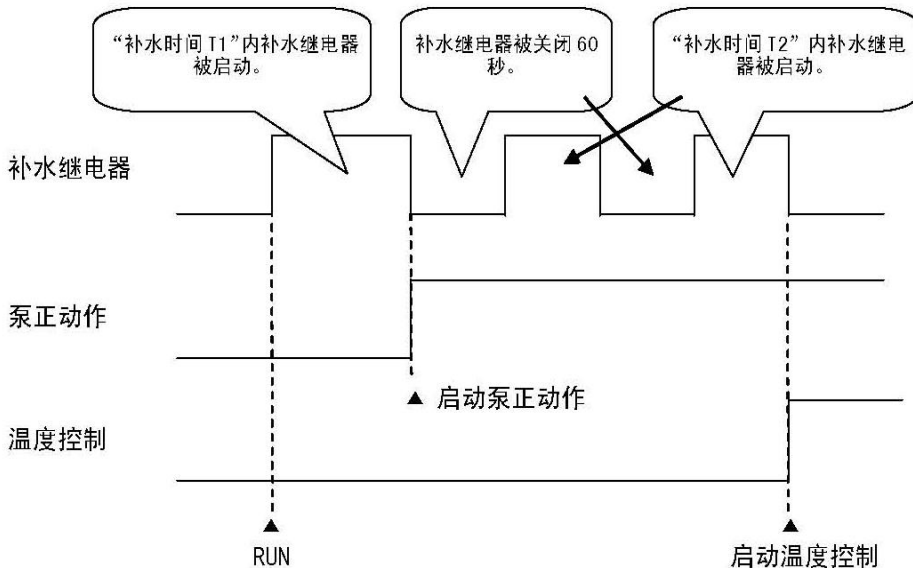 “补水时间 T1”内补水继电器
被启动。
补水继电器被关闭 60
秒。
“补水时间 T2” 内补水继电
器被启动。
补水继电器
泵正动作
▲ 启动泵正动作
温度控制
▲ ▲
RUN 启动温度控制